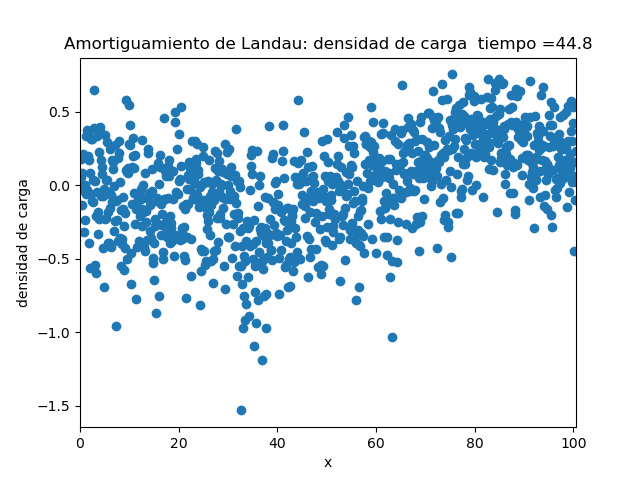 Amortiguamiento de Landau: densidad de carga  tiempo =44.8
densidad de carga
0.5
0.0
−0.5
−1.0
−1.5
0 20 40 60 80 100
x